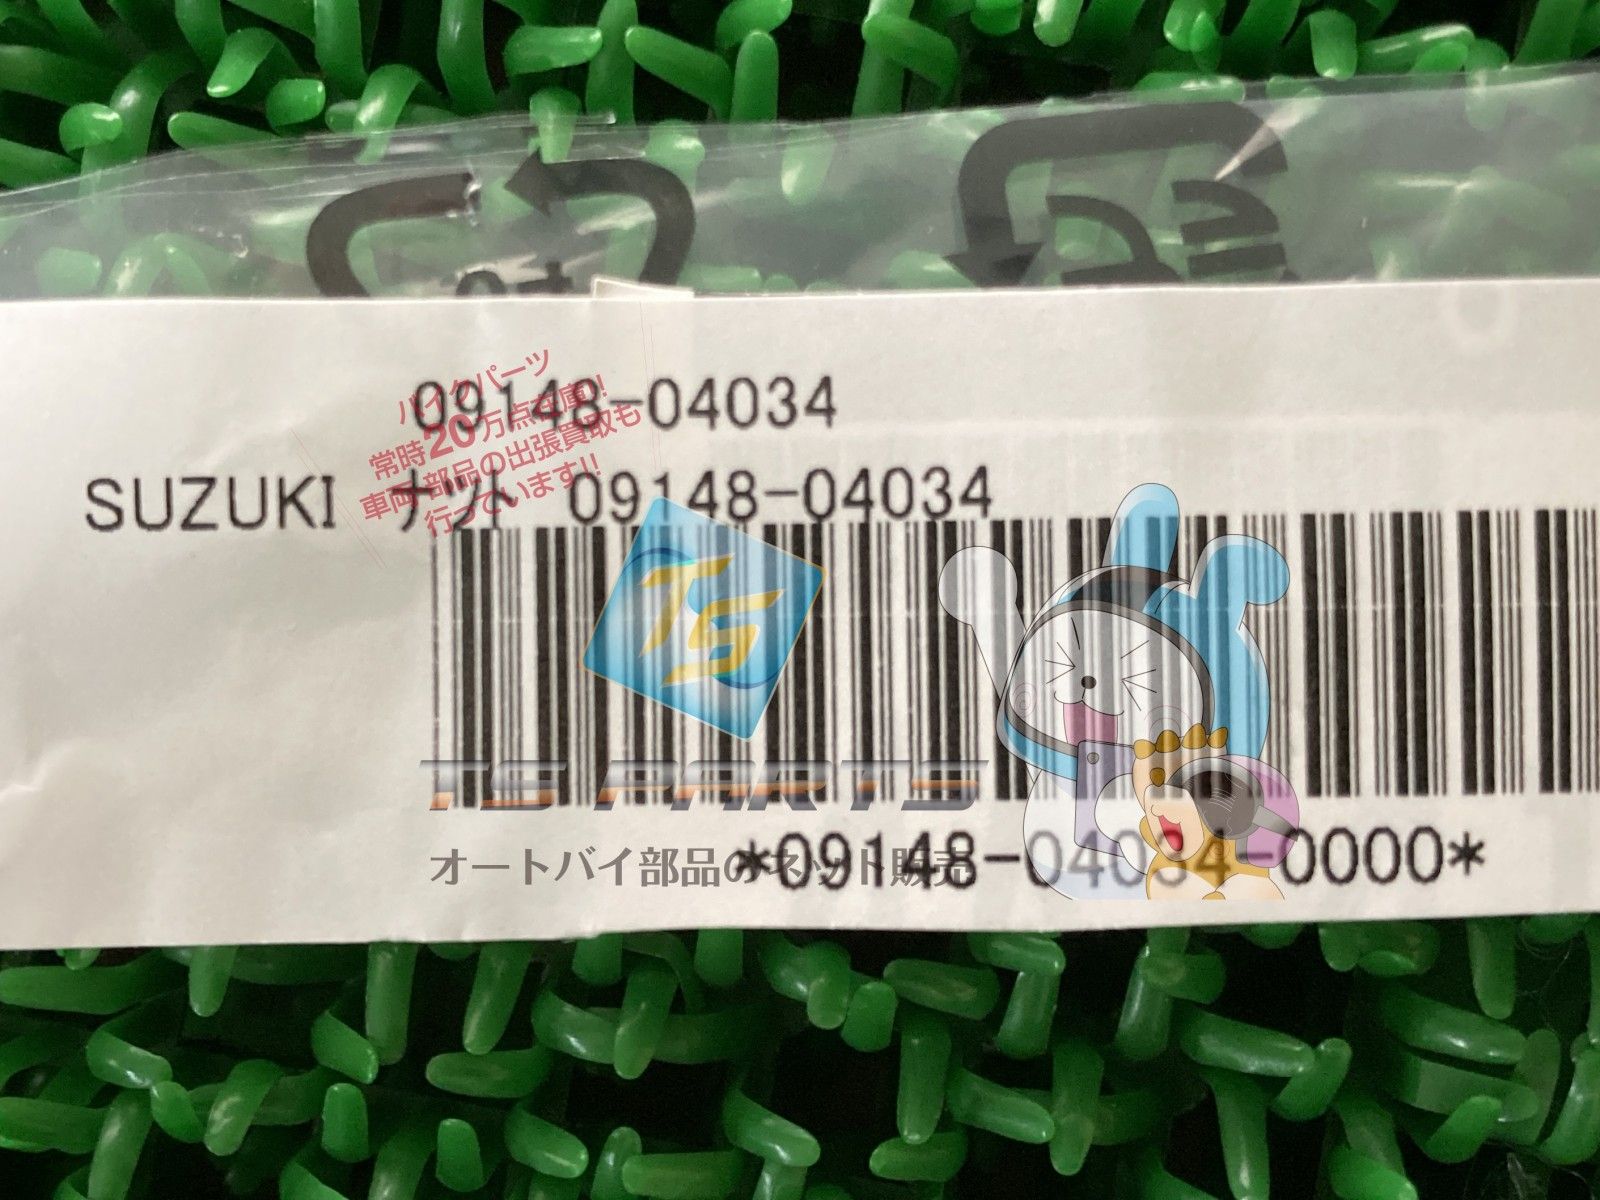 プラ
09148-04034
SUZUKI ナット 09148-04034
*09148-04034-0000*
バイクパーツ
常時20万点在庫!!
車両・部品の出張買取も
行っています!!
TS
TS PARTS
オートバイ部品のネット販売